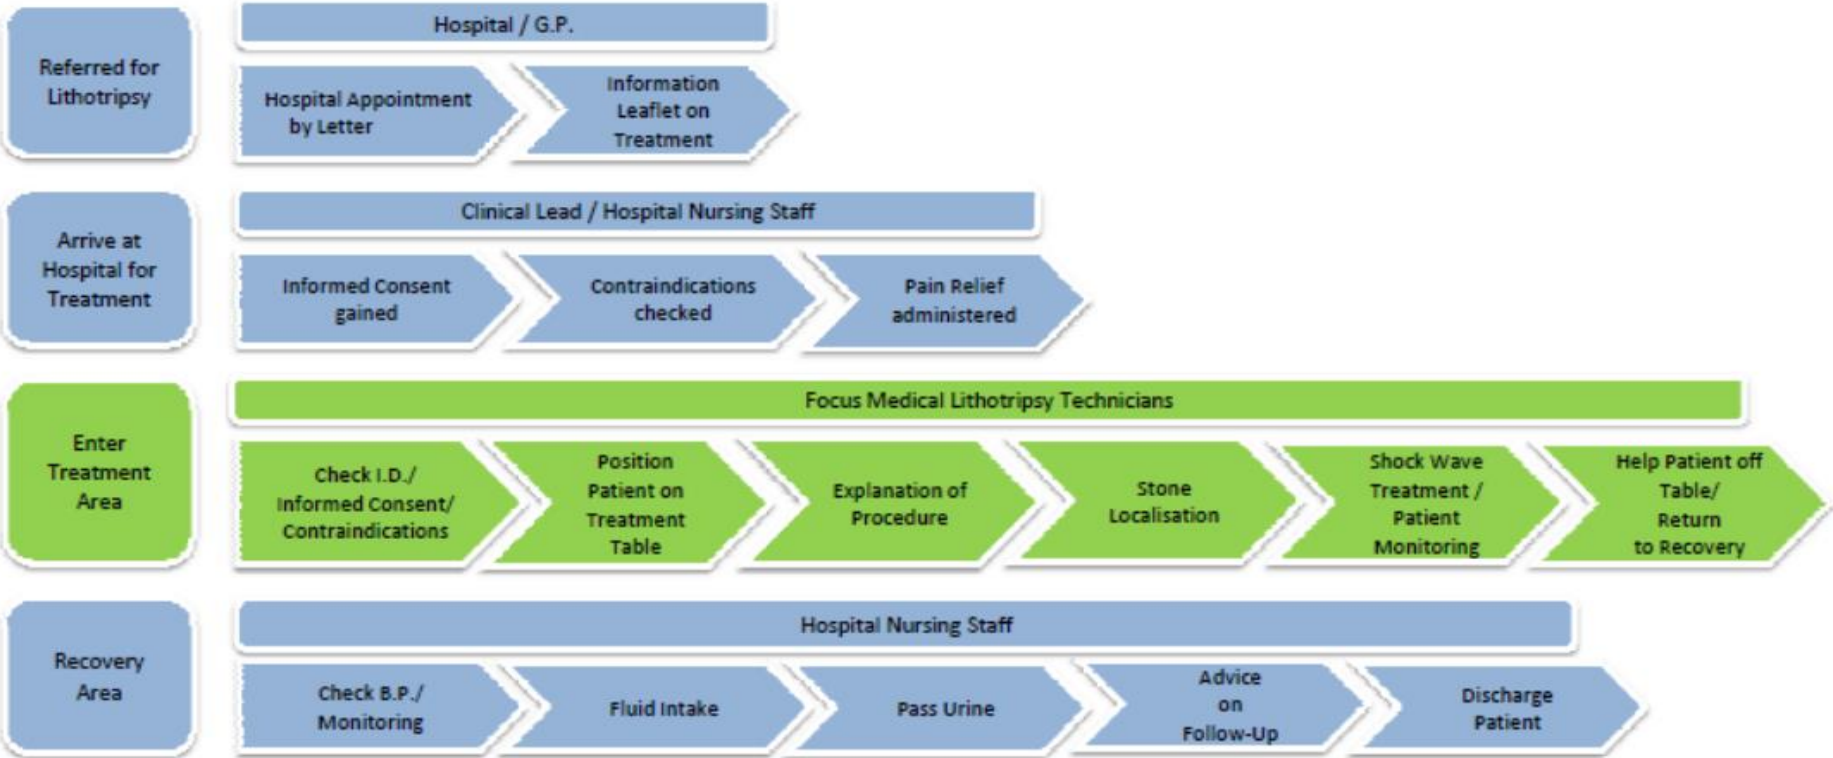 Referred for
Lithotripsy
Hospital / G.P.
Hospital Appointment
by Letter
Information
Leaflet on
Treatment
Arrive at
Hospital for
Treatment
Clinical Lead / Hospital Nursing Staff
Informed Consent
gained
Contraindications
checked
Pain Relief
administered
Enter
Treatment
Area
Focus Medical Lithotripsy Technicians
Check I.D./
Informed Consent/
Contraindications
Position
Patient on
Treatment
Table
Explanation of
Procedure
Stone
Localisation
Shock Wave
Treatment /
Patient
Monitoring
Help Patient off
Table/
Return
to Recovery
Recovery
Area
Hospital Nursing Staff
Check B.P./
Monitoring
Fluid Intake
Pass Urine
Advice
on
Follow-Up
Discharge
Patient